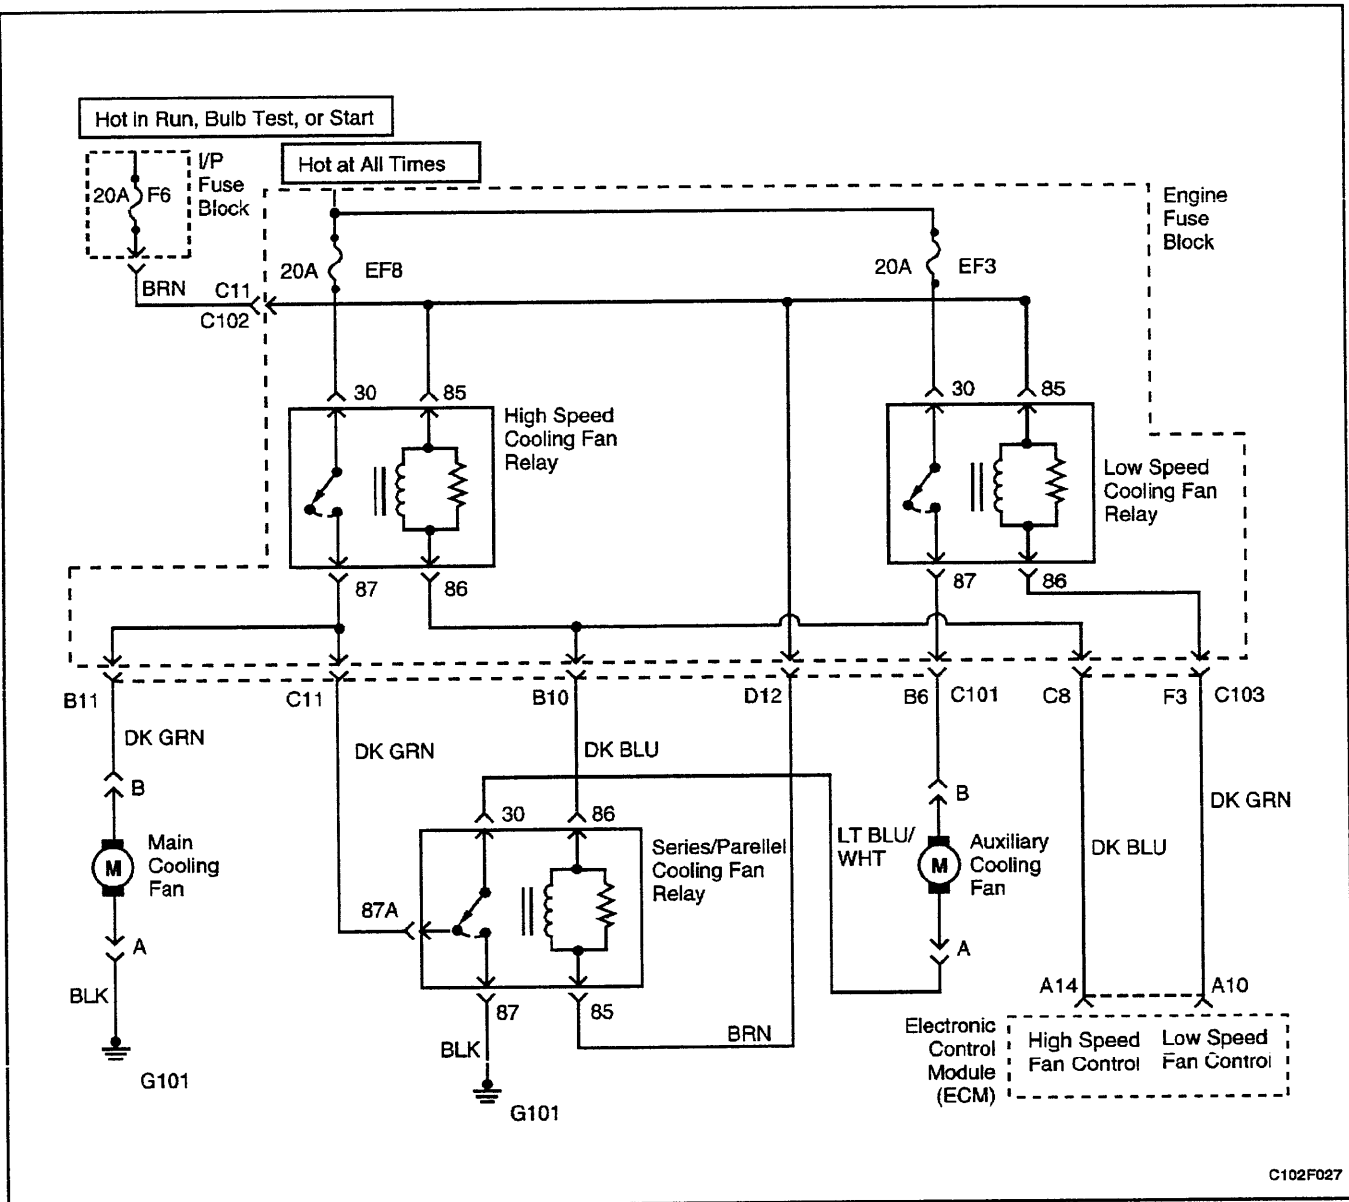 Hot in Run, Bulb Test, or Start
Hot at All Times
I/P
Fuse
Block
20A
F6
BRN
C11
C102
Engine
Fuse
Block
20A
EF8
20A
EF3
30
85
High Speed
Cooling Fan
Relay
87
86
30
85
Low Speed
Cooling Fan
Relay
87
86
B11
C11
B10
D12
B6
C101
C8
F3
C103
DK GRN
DK GRN
DK BLU
DK BLU
DK GRN
B
M
Main
Cooling
Fan
A
BLK
G101
30
86
Series/Parellel
Cooling Fan
Relay
87A
87
85
BLK
G101
BRN
LT BLU/
WHT
B
M
Auxiliary
Cooling
Fan
A
A14
A10
Electronic
Control
Module
(ECM)
High Speed
Fan Control
Low Speed
Fan Control
C102F027